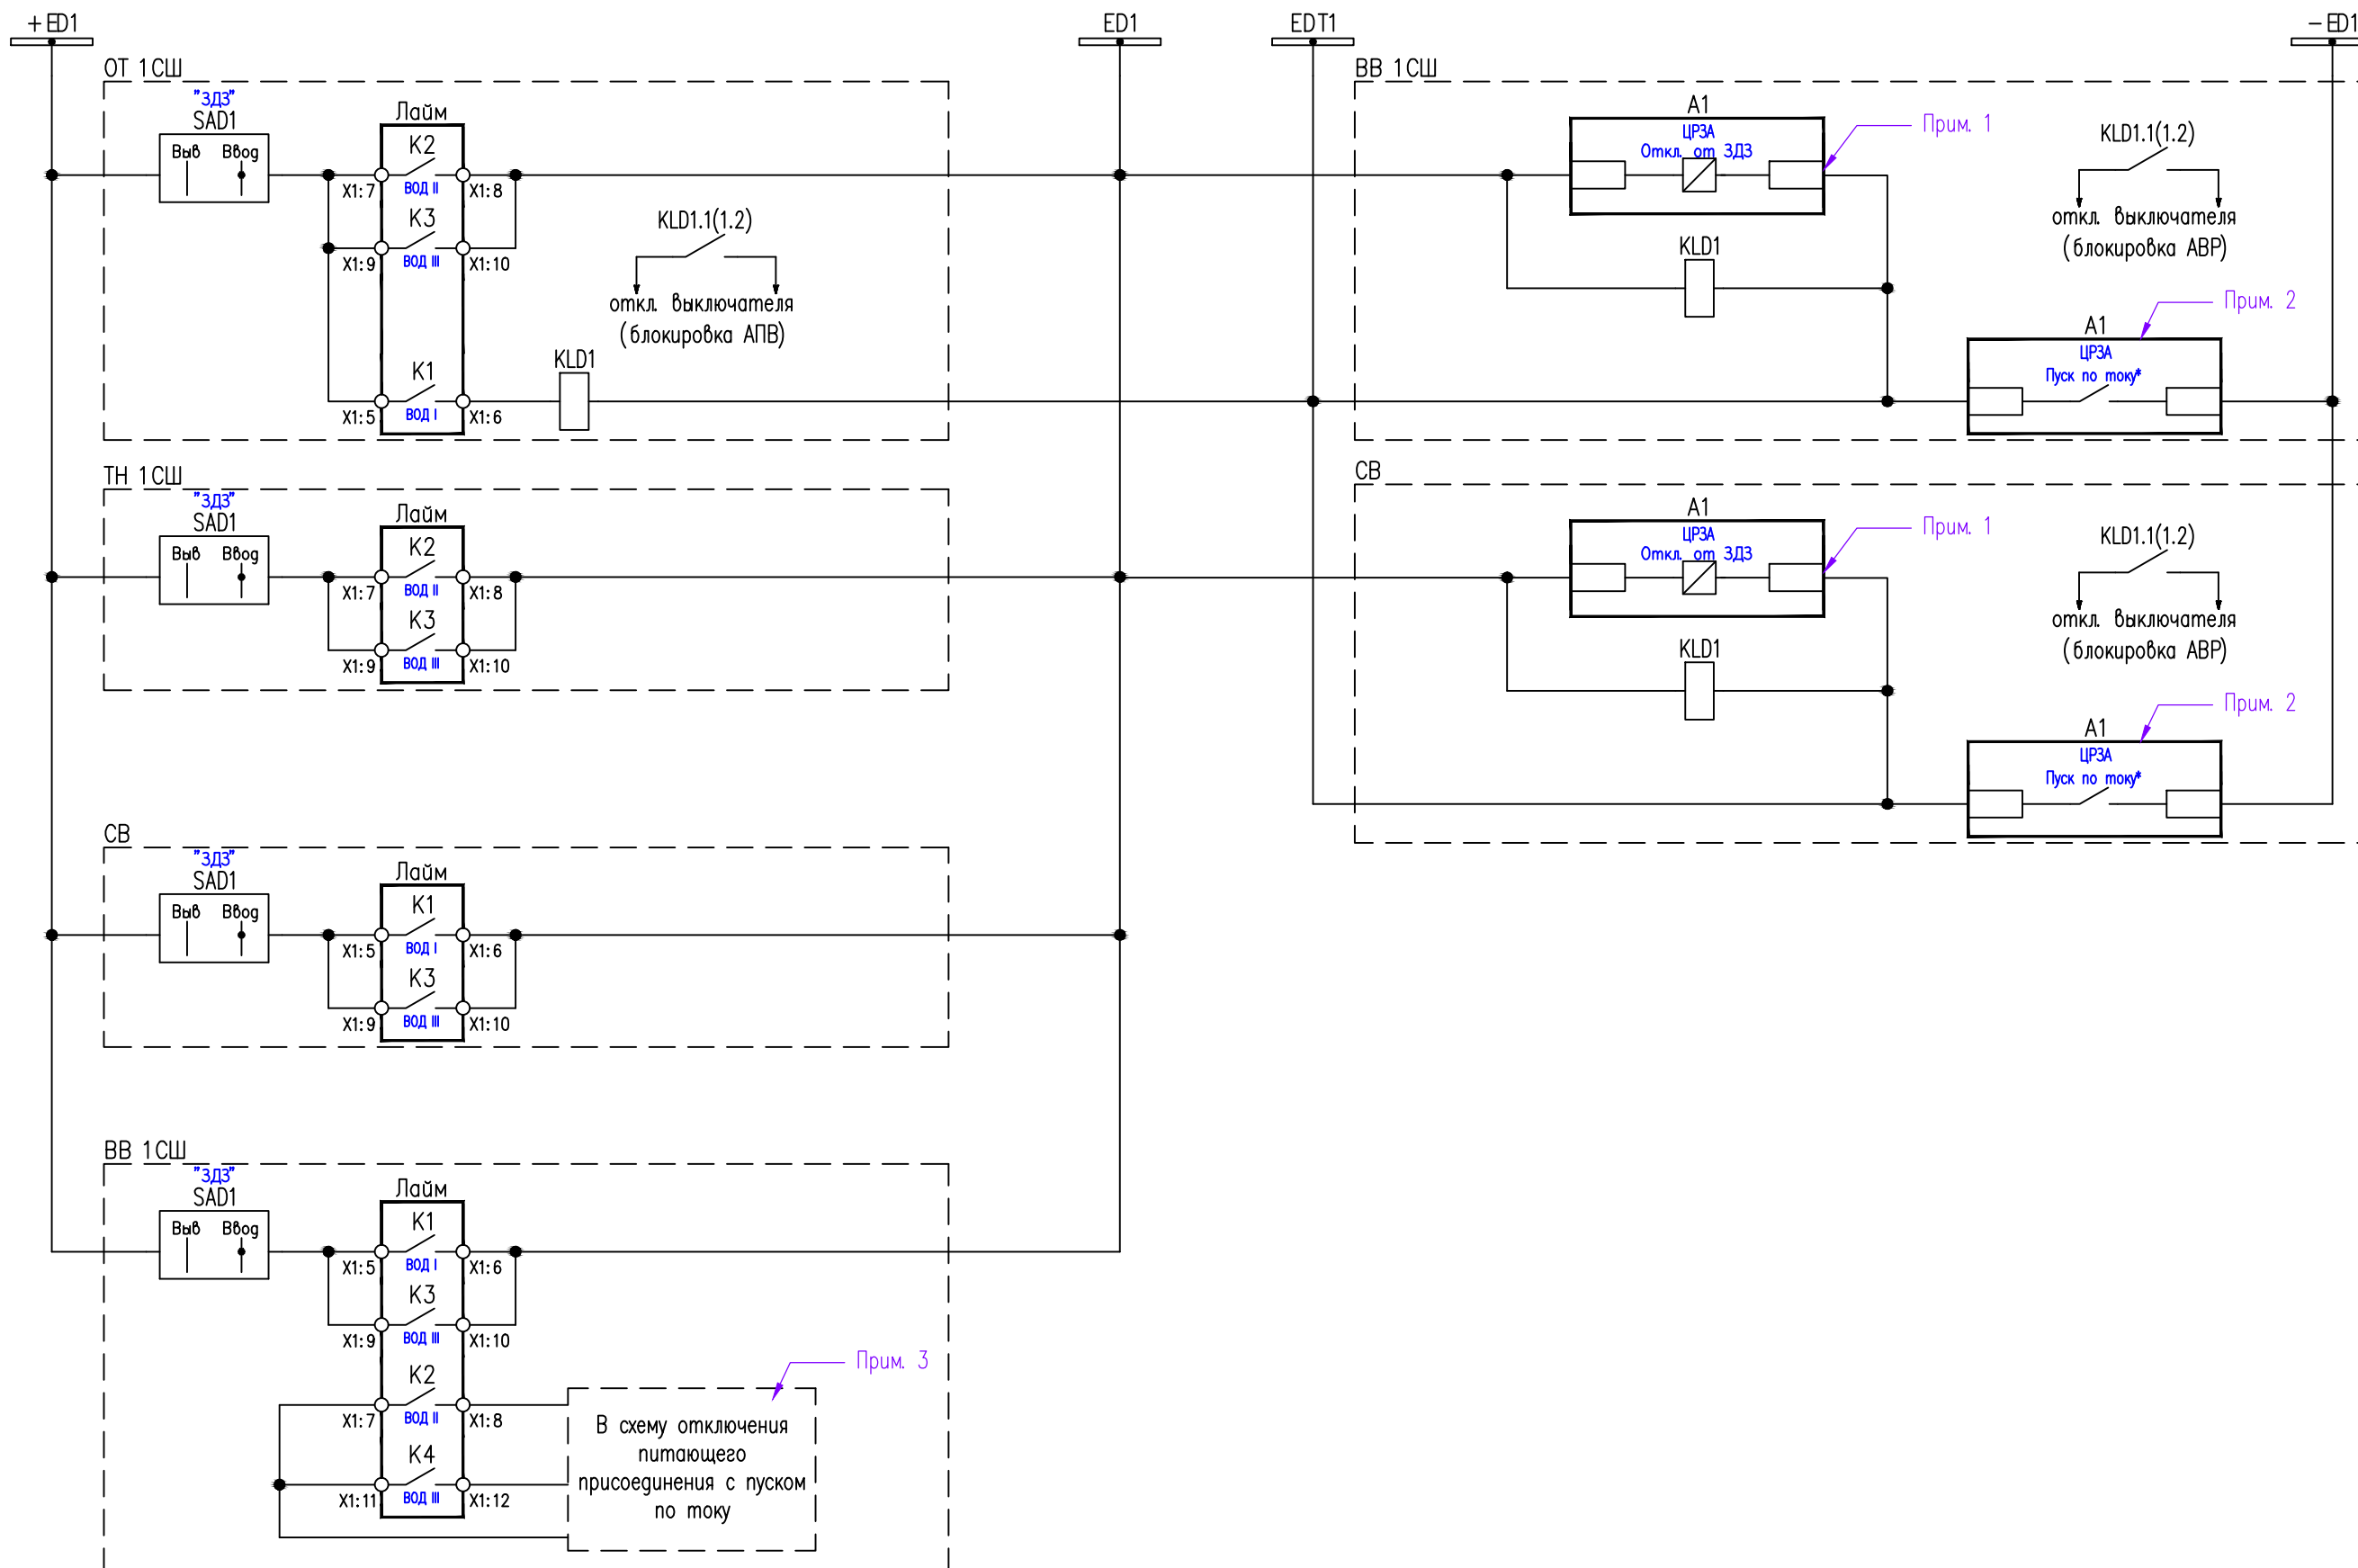 +ED1
ED1
EDT1
-ED1
ОТ 1СШ
"ЗДЗ"
SAD1
Выв Ввод
Лайм
K2
X1:7 ВОД II X1:8
K3
X1:9 ВОД III X1:10
K1
X1:5 ВОД I X1:6
KLD1.1(1.2)
откл. выключателя
(блокировка АПВ)
KLD1
ВВ 1СШ
A1
ЦРЗА
Откл. от ЗДЗ
Прим. 1
KLD1.1(1.2)
откл. выключателя
(блокировка АВР)
KLD1
Прим. 2
A1
ЦРЗА
Пуск по току*
ТН 1СШ
"ЗДЗ"
SAD1
Выв Ввод
Лайм
K2
X1:7 ВОД II X1:8
K3
X1:9 ВОД III X1:10
СВ
A1
ЦРЗА
Откл. от ЗДЗ
Прим. 1
KLD1.1(1.2)
откл. выключателя
(блокировка АВР)
KLD1
Прим. 2
A1
ЦРЗА
Пуск по току*
СВ
"ЗДЗ"
SAD1
Выв Ввод
Лайм
K1
X1:5 ВОД I X1:6
K3
X1:9 ВОД III X1:10
ВВ 1СШ
"ЗДЗ"
SAD1
Выв Ввод
Лайм
K1
X1:5 ВОД I X1:6
K3
X1:9 ВОД III X1:10
K2
X1:7 ВОД II X1:8
K4
X1:11 ВОД III X1:12
Прим. 3
В схему отключения
питающего
присоединения с пуском
по току